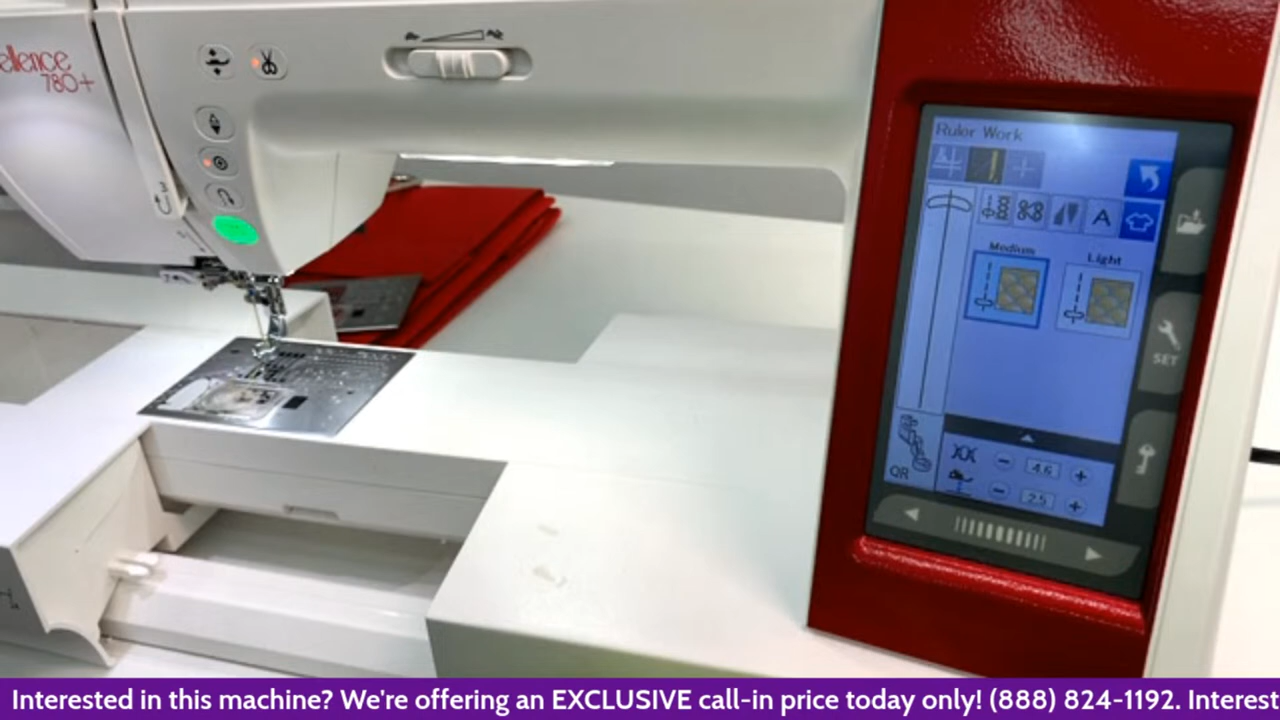 ellence
780+
Ruler Work
A
Medium
Light
SET
QR
4.6
2.5
Interested in this machine? We're offering an EXCLUSIVE call-in price today only! (888) 824-1192. Interest